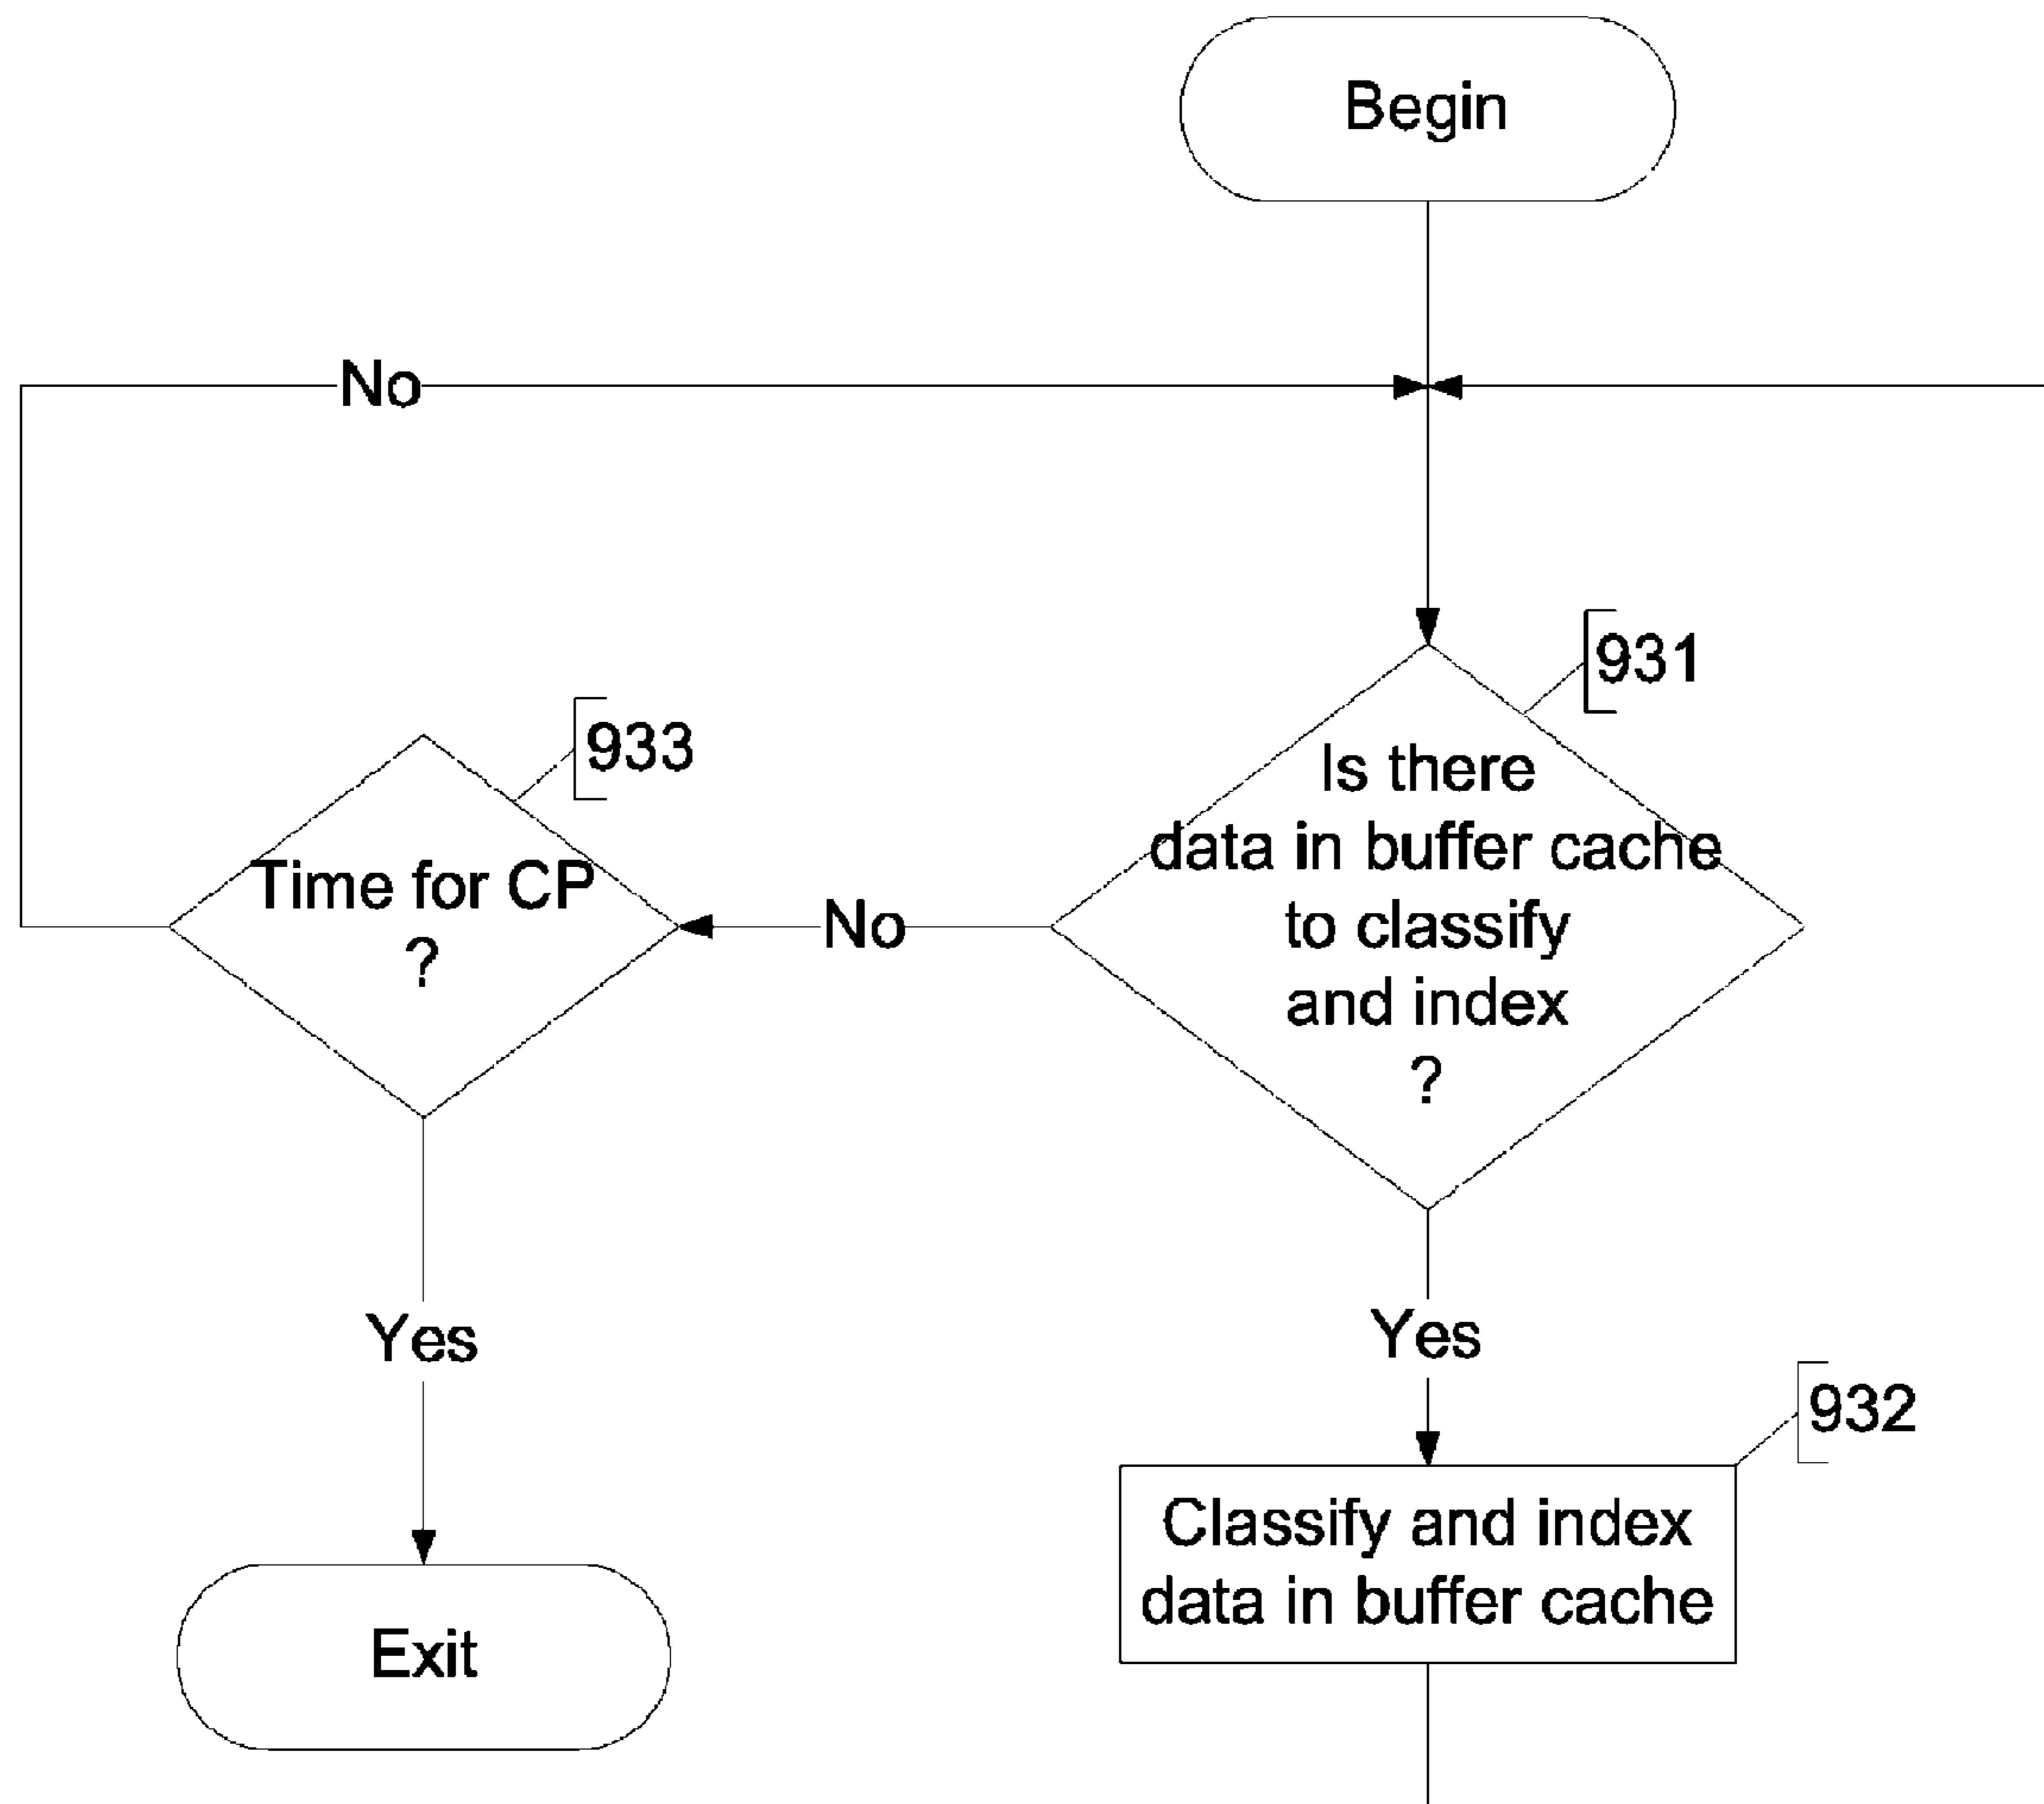 Begin
No
931
933
Is there
data in buffer cache
to classify
and index
?
Time for CP
?
No
Yes
Yes
932
Classify and index
data in buffer cache
Exit